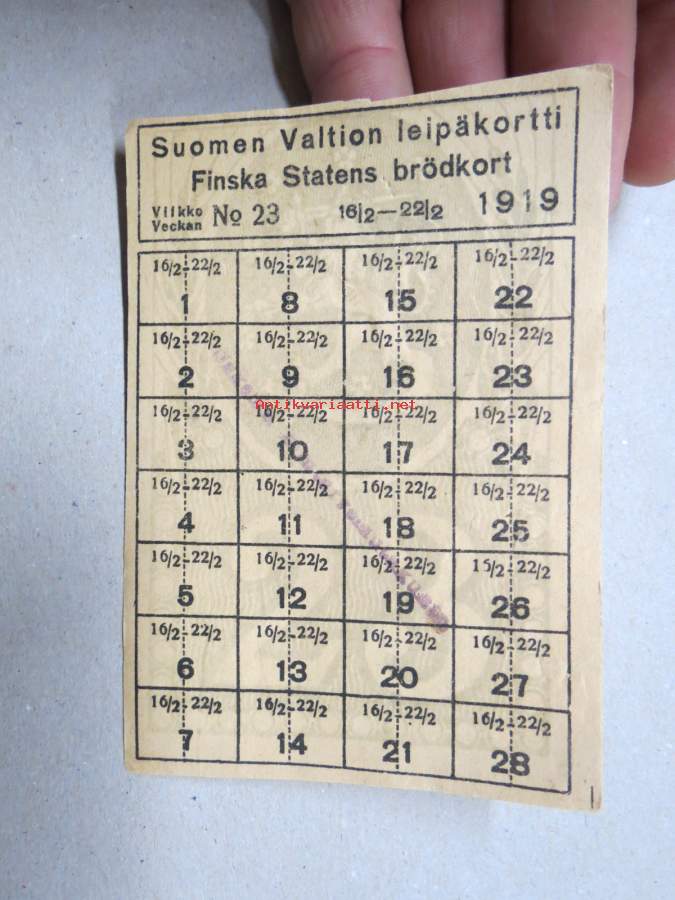 Suomen Valtion leipäkortti
Finska Statens brödkort
Viikko
Veckan
No 23 16/2—22/2 1919
16/2-22/2 16/2-22/2 16/2-22/2 16/2-22/2
1 8 15 22
16/2-22/2 16/2-22/2 16/2-22/2 16/2-22/2
2 9 16 23
Antikvariaatti.net
16/2-22/2 16/2-22/2 16/2-22/2 16/2-22/2
3 10 17 24
16/2-22/2 16/2-22/2 16/2-22/2 16/2-22/2
4 11 18 25
16/2-22/2 16/2-22/2 16/2-22/2 15/2-22/2
5 12 19 26
16/2-22/2 16/2-22/2 16/2-22/2 16/2-22/2
6 13 20 27
16/2-22/2 16/2-22/2 16/2-22/2 16/2-22/2
7 14 21 28